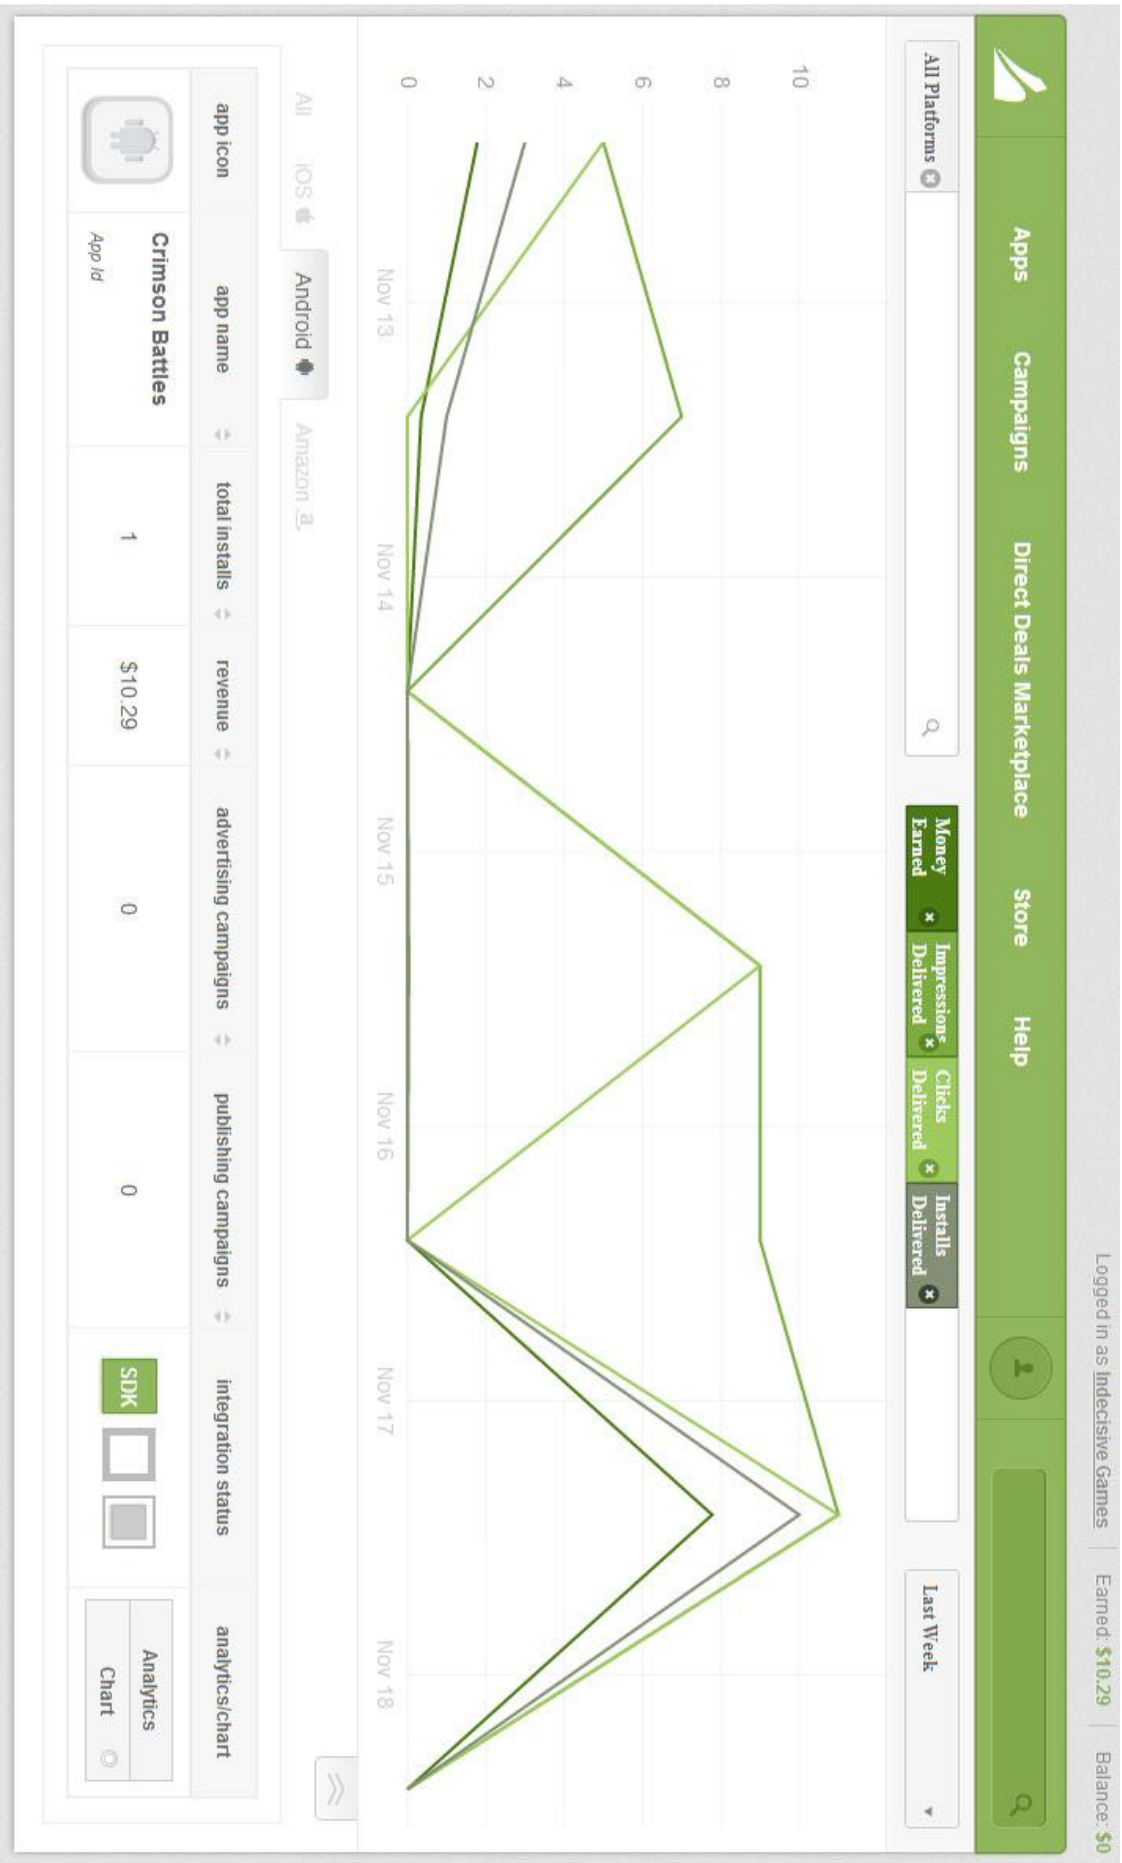 Logged in as Indecisive Games Earned: $10.29 Balance: $0
Apps Campaigns Direct Deals Marketplace Store Help
All Platforms
Money
Earned
Impressions
Delivered
Clicks
Delivered
Installs
Delivered
Last Week
10
8
6
4
2
0
Nov 13 Nov 14 Nov 15 Nov 16 Nov 17 Nov 18
All iOS Android Amazon a
app icon app name total installs revenue advertising campaigns publishing campaigns integration status analytics/chart
Crimson Battles
App Id
1 $10.29 0 0 SDK
Analytics
Chart